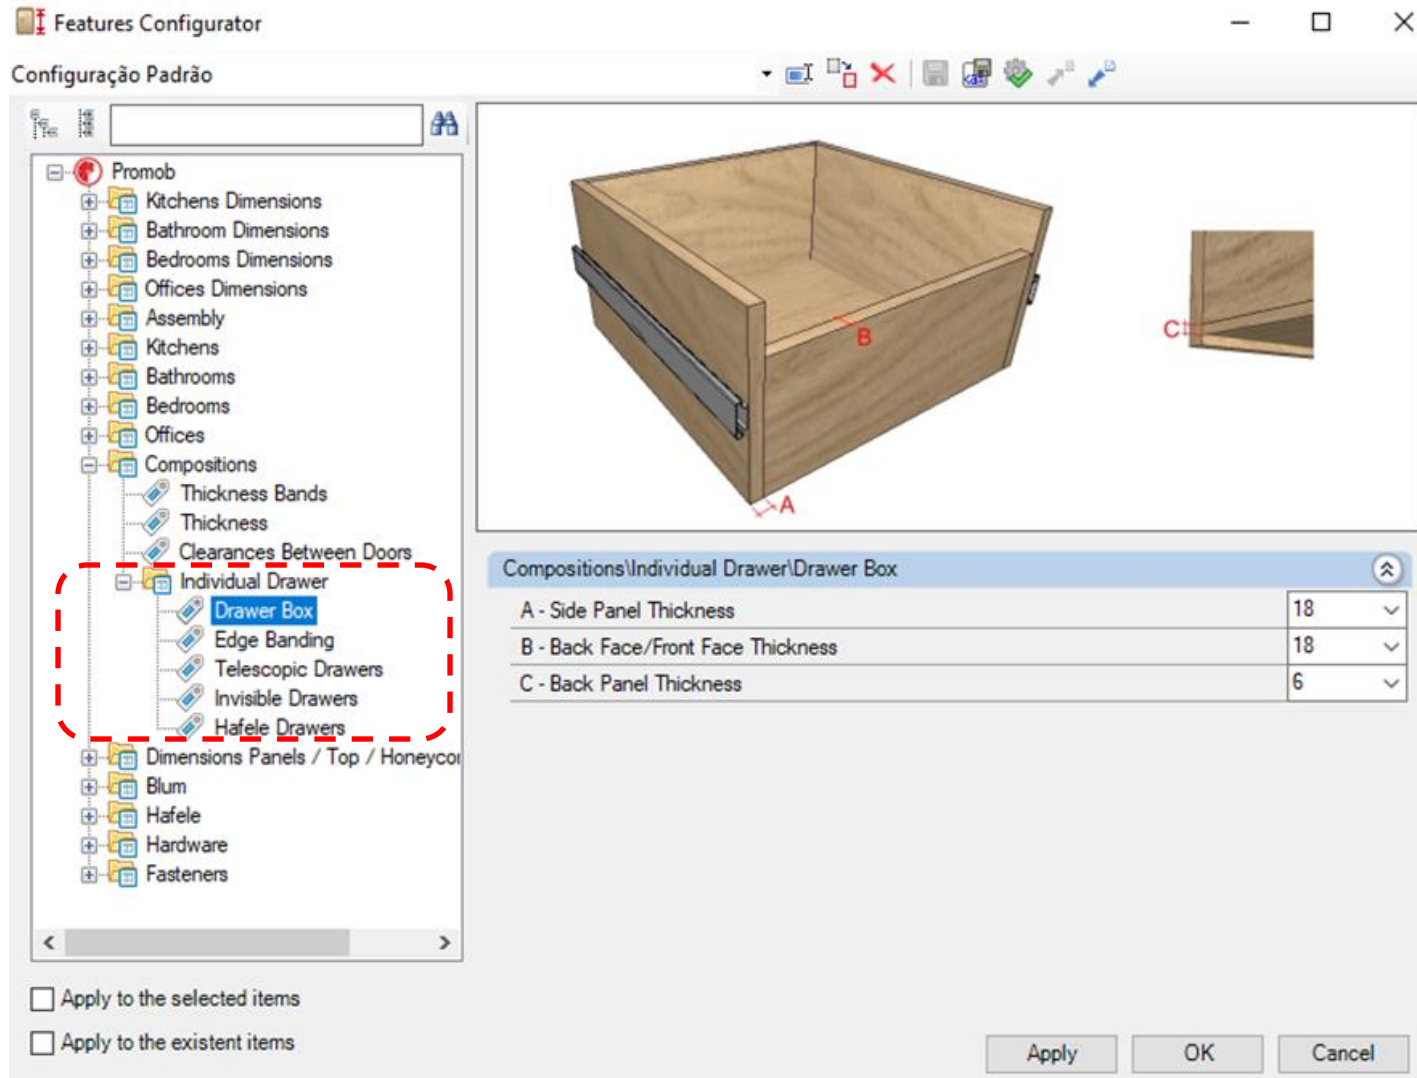 Features Configurator
Configuração Padrão
Promob
Kitchens Dimensions
Bathroom Dimensions
Bedrooms Dimensions
Offices Dimensions
Assembly
Kitchens
Bathrooms
Bedrooms
Offices
Compositions
Thickness Bands
Thickness
Clearances Between Doors
Individual Drawer
Drawer Box
Edge Banding
Telescopic Drawers
Invisible Drawers
Hafele Drawers
Dimensions Panels / Top / Honeycor
Blum
Hafele
Hardware
Fasteners
Apply to the selected items
Apply to the existent items
B
C
A
Compositions\Individual Drawer\Drawer Box
A - Side Panel Thickness 18
B - Back Face/Front Face Thickness 18
C - Back Panel Thickness 6
Apply OK Cancel